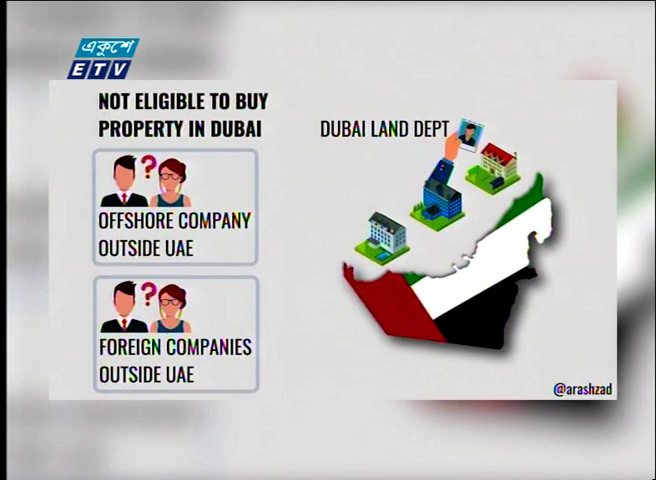 একুশে
ETV
NOT ELIGIBLE TO BUY
PROPERTY IN DUBAI
DUBAI LAND DEPT
?
OFFSHORE COMPANY
OUTSIDE UAE
?
FOREIGN COMPANIES
OUTSIDE UAE
@arashzad